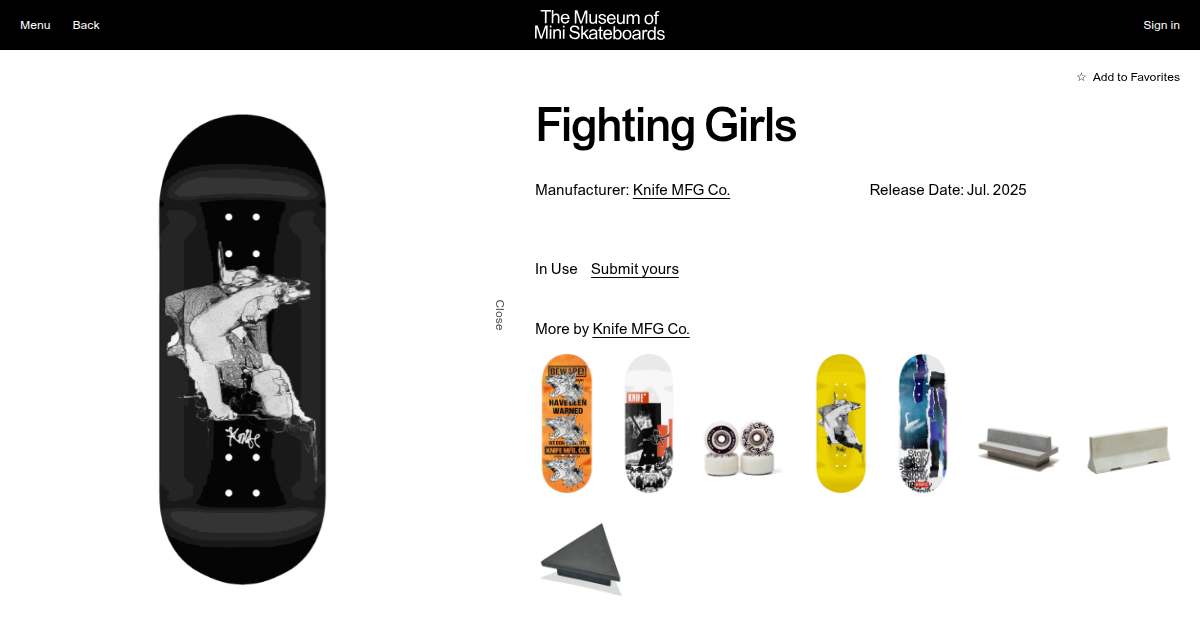 Menu
Back
The Museum of
Mini Skateboards
Sign in
☆ Add to Favorites
Fighting Girls
Manufacturer: Knife MFG Co.
Release Date: Jul. 2025
In Use Submit yours
Close
More by Knife MFG Co.
Knife
BEWARE
HAVE BEEN
WARNED
KNIFE MFG. CO.
KNIFE